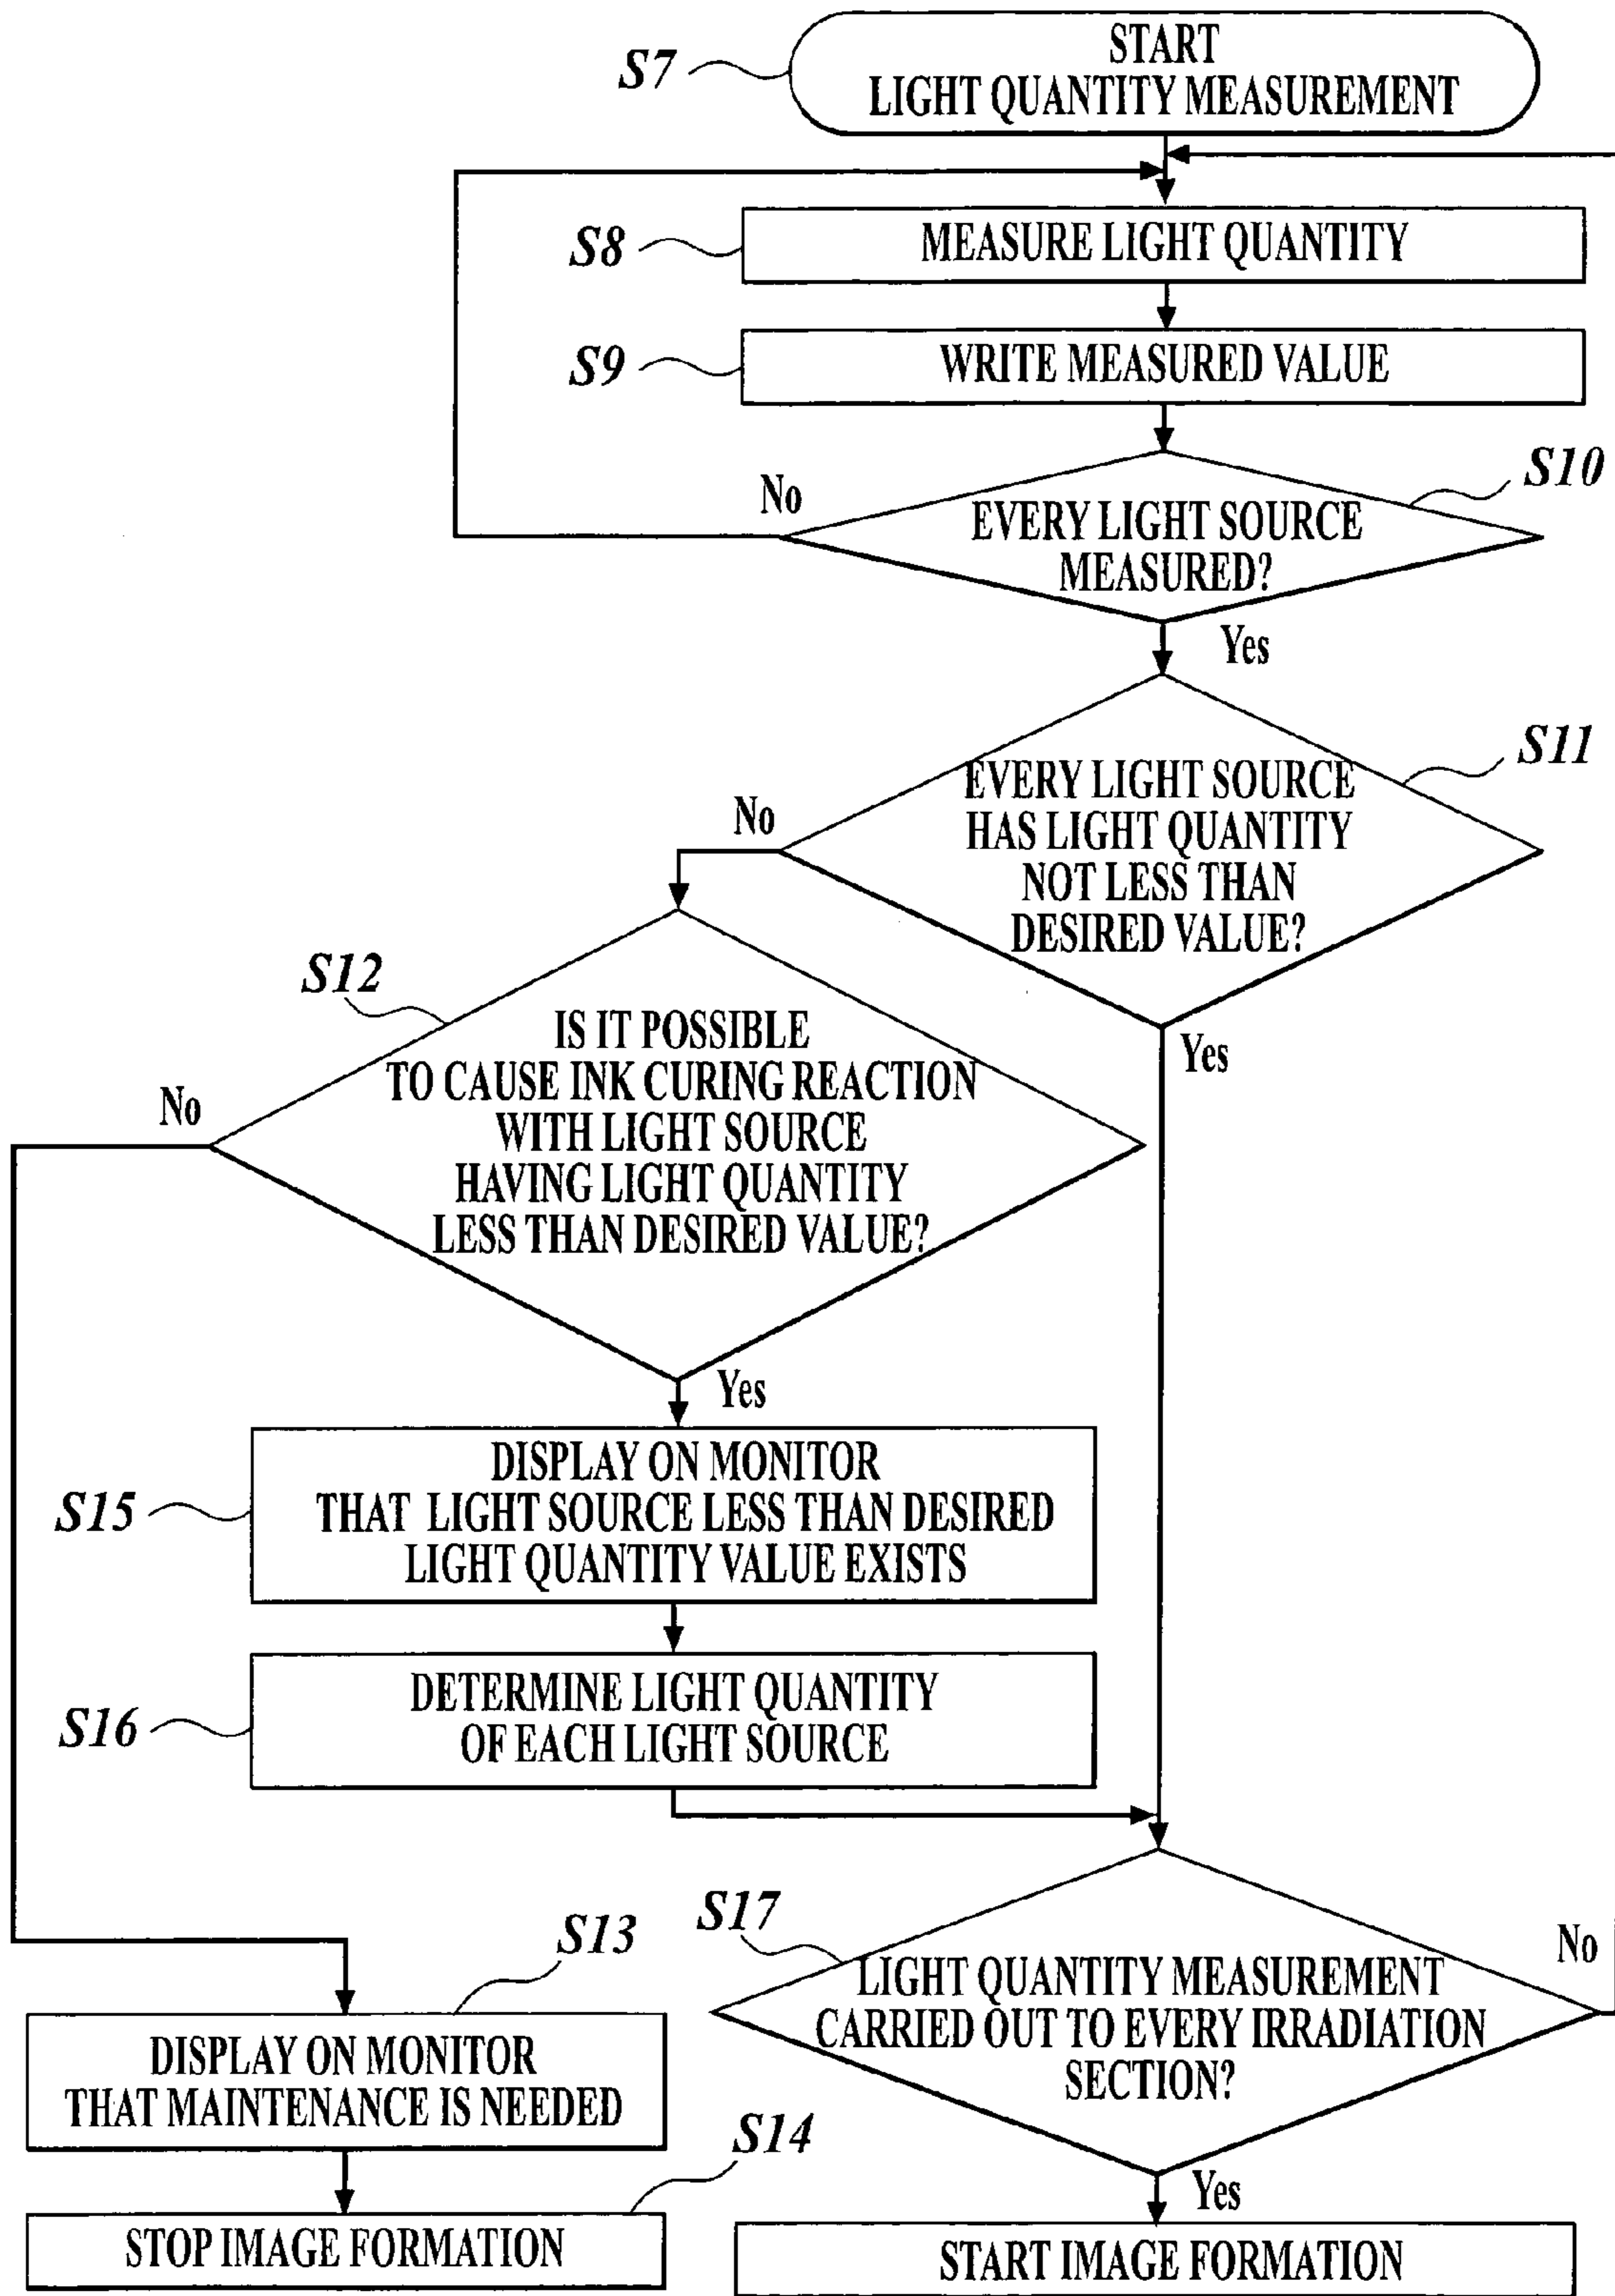 S7
START
LIGHT QUANTITY MEASUREMENT
S8
MEASURE LIGHT QUANTITY
S9
WRITE MEASURED VALUE
S10
No
EVERY LIGHT SOURCE
MEASURED?
Yes
S11
No
EVERY LIGHT SOURCE
HAS LIGHT QUANTITY
NOT LESS THAN
DESIRED VALUE?
Yes
S12
No
IS IT POSSIBLE
TO CAUSE INK CURING REACTION
WITH LIGHT SOURCE
HAVING LIGHT QUANTITY
LESS THAN DESIRED VALUE?
Yes
S15
DISPLAY ON MONITOR
THAT LIGHT SOURCE LESS THAN DESIRED
LIGHT QUANTITY VALUE EXISTS
S16
DETERMINE LIGHT QUANTITY
OF EACH LIGHT SOURCE
S17
No
LIGHT QUANTITY MEASUREMENT
CARRIED OUT TO EVERY IRRADIATION
SECTION?
Yes
S13
DISPLAY ON MONITOR
THAT MAINTENANCE IS NEEDED
S14
STOP IMAGE FORMATION
START IMAGE FORMATION